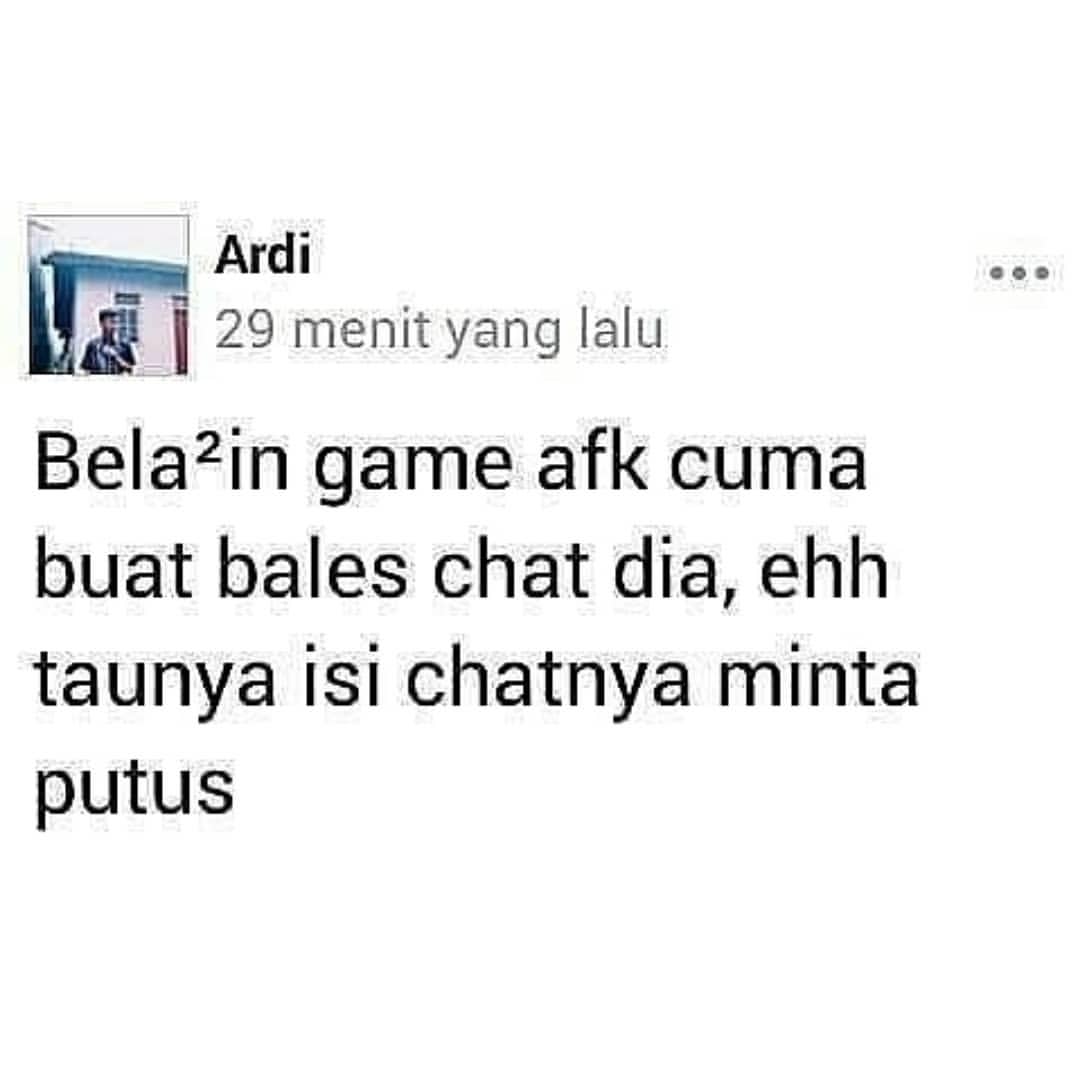 Ardi
29 menit yang lalu
Bela²in game afk cuma
buat bales chat dia, ehh
taunya isi chatnya minta
putus